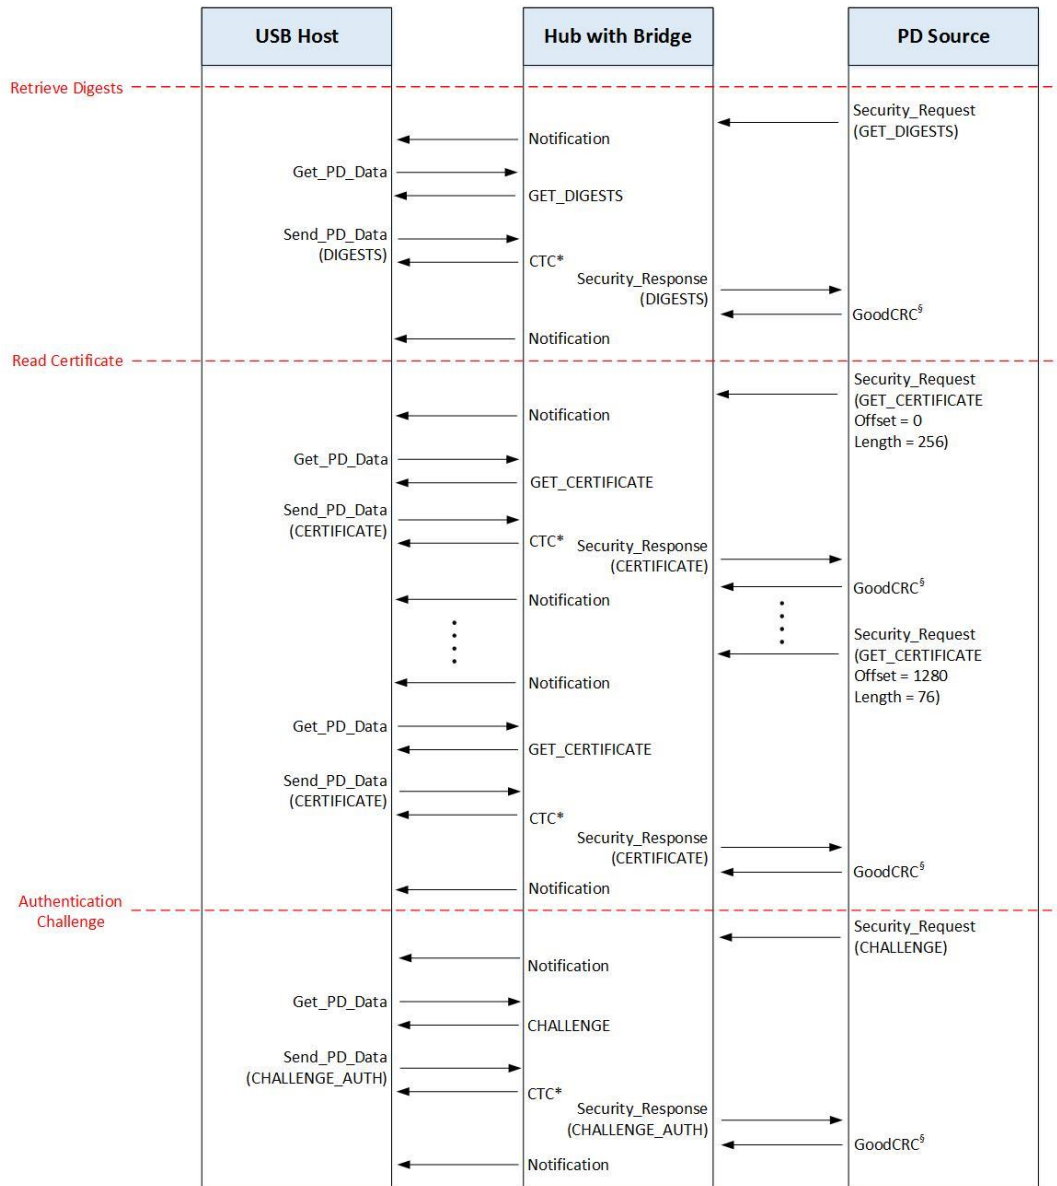 USB Host
Hub with Bridge
PD Source
Retrieve Digests
Security_Request
(GET_DIGESTS)
Notification
Get_PD_Data
GET_DIGESTS
Send_PD_Data
(DIGESTS)
CTC*
Security_Response
(DIGESTS)
GoodCRC§
Notification
Read Certificate
Security_Request
(GET_CERTIFICATE
Offset = 0
Length = 256)
Notification
Get_PD_Data
GET_CERTIFICATE
Send_PD_Data
(CERTIFICATE)
CTC*
Security_Response
(CERTIFICATE)
GoodCRC§
Notification
Security_Request
(GET_CERTIFICATE
Offset = 1280
Length = 76)
Notification
Get_PD_Data
GET_CERTIFICATE
Send_PD_Data
(CERTIFICATE)
CTC*
Security_Response
(CERTIFICATE)
GoodCRC§
Notification
Authentication
Challenge
Security_Request
(CHALLENGE)
Notification
Get_PD_Data
CHALLENGE
Send_PD_Data
(CHALLENGE_AUTH)
CTC*
Security_Response
(CHALLENGE_AUTH)
GoodCRC§
Notification